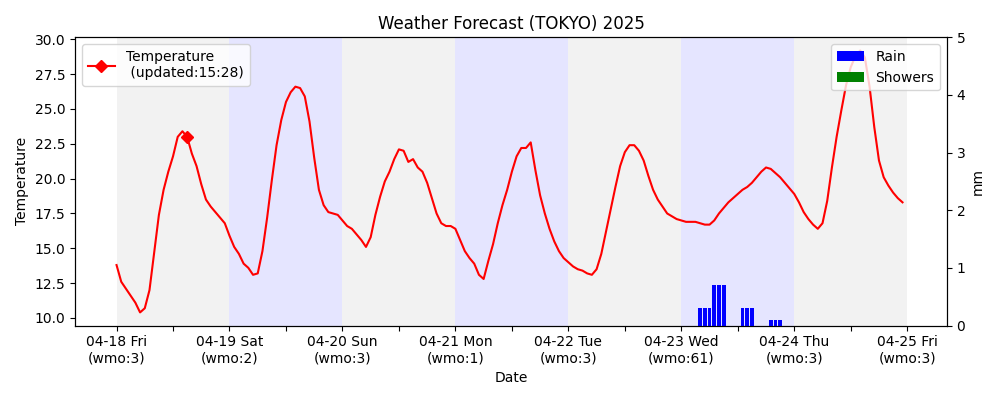 Weather Forecast (TOKYO) 2025
Temperature
(updated:15:28)
Rain
Showers
30.0
27.5
25.0
22.5
20.0
17.5
15.0
12.5
10.0
Temperature
5
4
3
2
1
0
mm
04-18 Fri 04-19 Sat 04-20 Sun 04-21 Mon 04-22 Tue 04-23 Wed 04-24 Thu 04-25 Fri
(wmo:3) (wmo:2) (wmo:3) (wmo:1) (wmo:3) (wmo:61) (wmo:3) (wmo:3)
Date